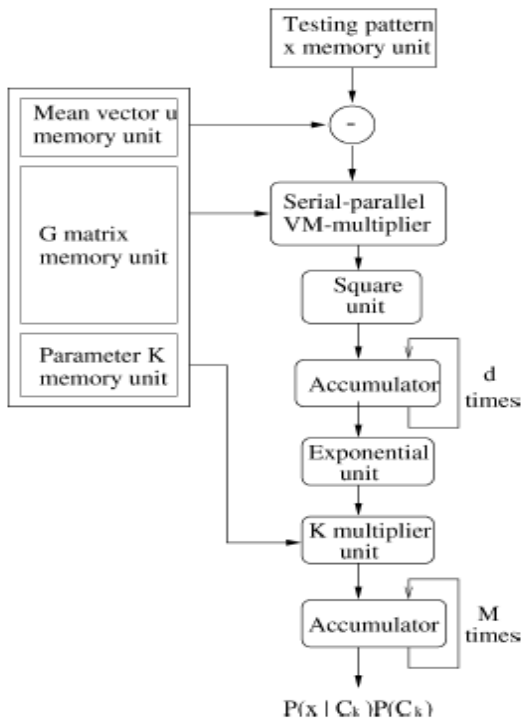 Testing pattern
x memory unit
Mean vector u
memory unit
-
Serial-parallel
VM-multiplier
G matrix
memory unit
Square
unit
Parameter K
memory unit
Accumulator
d
times
Exponential
unit
K multiplier
unit
Accumulator
M
times
P(x | Ck)P(Ck)